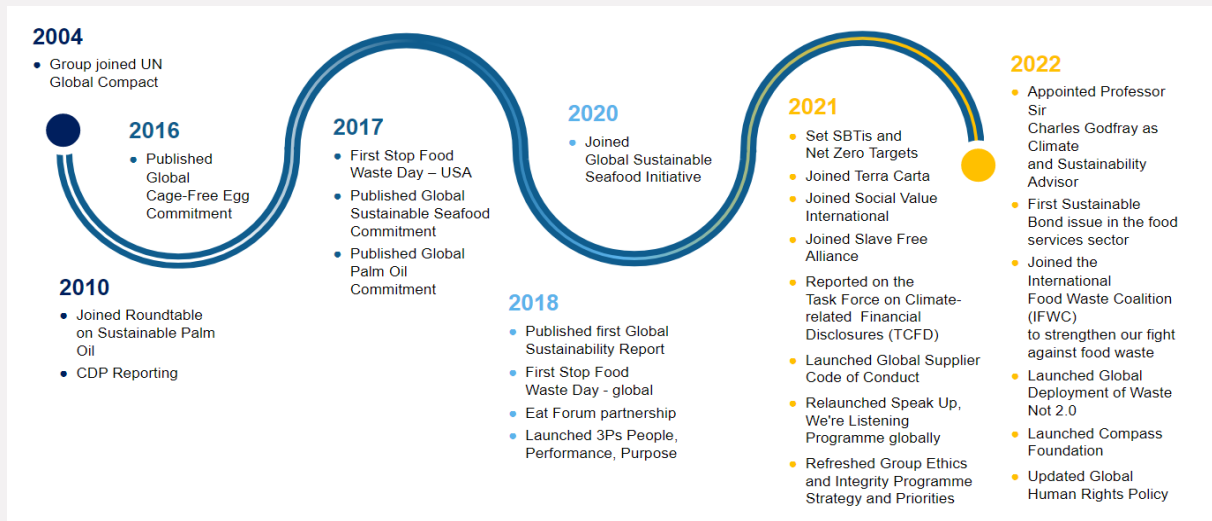 2004
• Group joined UN
Global Compact
2016
• Published
Global
Cage-Free Egg
Commitment
2010
• Joined Roundtable
on Sustainable Palm
Oil
• CDP Reporting
2017
• First Stop Food
Waste Day – USA
• Published Global
Sustainable Seafood
Commitment
• Published Global
Palm Oil
Commitment
2018
• Published first Global
Sustainability Report
• First Stop Food
Waste Day - global
• Eat Forum partnership
• Launched 3Ps People,
Performance, Purpose
2020
• Joined
Global Sustainable
Seafood Initiative
2021
• Set SBTis and
Net Zero Targets
• Joined Terra Carta
• Joined Social Value
International
• Joined Slave Free
Alliance
• Reported on the
Task Force on Climate-
related Financial
Disclosures (TCFD)
• Launched Global Supplier
Code of Conduct
• Relaunched Speak Up,
We're Listening
Programme globally
• Refreshed Group Ethics
and Integrity Programme
Strategy and Priorities
2022
• Appointed Professor
Sir
Charles Godfray as
Climate
and Sustainability
Advisor
• First Sustainable
Bond issue in the food
services sector
• Joined the
International
Food Waste Coalition
(IFWC)
to strengthen our fight
against food waste
• Launched Global
Deployment of Waste
Not 2.0
• Launched Compass
Foundation
• Updated Global
Human Rights Policy